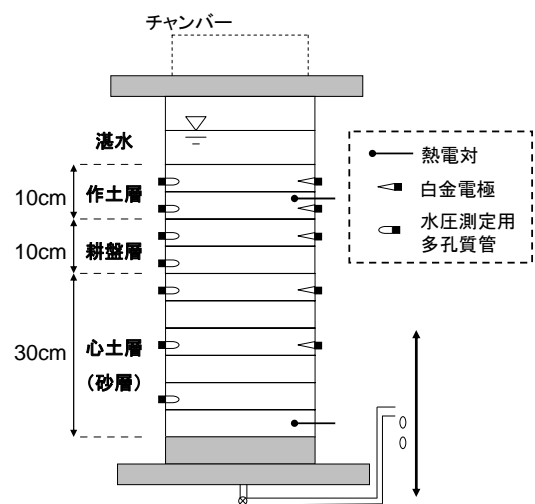 チャンバー
湛水
10cm
作土層
10cm
耕盤層
30cm
心土層
（砂層）
熱電対
白金電極
水圧測定用
多孔質管